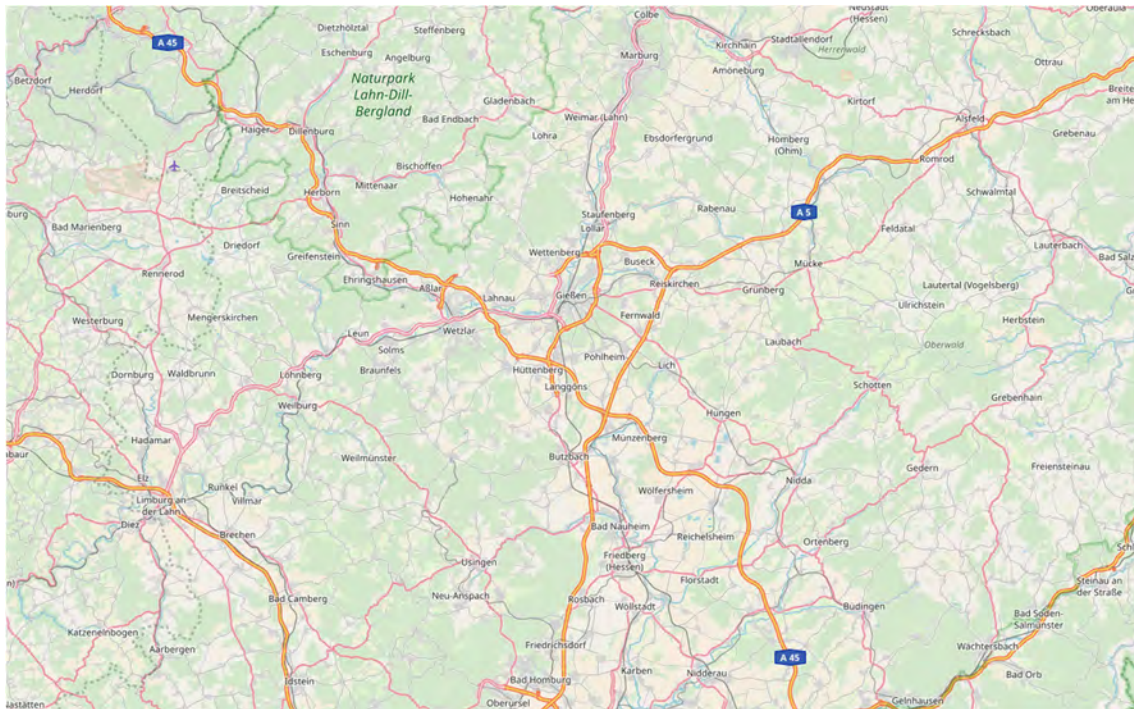 Cölbe
Neustadt
(Hessen)
Oberaula
A 45
Dietzhölztal
Steffenberg
Stadtallendorf
Schrecksbach
Eschenburg
Angelburg
Marburg
Kirchhain
Herrenwald
Ottrau
Betzdorf
Herdorf
Naturpark
Lahn-Dill-
Bergland
Amöneburg
Gladenbach
Kirtorf
Breite
am He
Haiger
Dillenburg
Bad Endbach
Weimar (Lahn)
Alsfeld
Lohra
Ebsdorfergrund
Homberg
(Ohm)
Grebenau
Bischoffen
Romrod
Breitscheid
Herborn
Mittenaar
Hohenahr
Schwalmtal
Bad Marienberg
Sinn
Staufenberg
Lollar
Rabenau
A 5
Feldatal
Driedorf
Greifenstein
Wettenberg
Buseck
Mücke
Lauterbach
Bad Salz
Rennerod
Ehringshausen
Aßlar
Lahnau
Gießen
Reiskirchen
Grünberg
Lautertal (Vogelsberg)
Ulrichstein
Westerburg
Mengerskirchen
Leun
Wetzlar
Fernwald
Herbstein
Solms
Pohlheim
Laubach
Oberwald
Dornburg
Waldbrunn
Löhnberg
Braunfels
Hüttenberg
Lich
Langgöns
Schotten
Grebenhain
Weilburg
Hungen
Hadamar
Münzenberg
abaur
Weilmünster
Butzbach
Gedern
Freiensteinau
Elz
Runkel
Villmar
Wölfersheim
Nidda
Limburg an
der Lahn
Diez
Brechen
Bad Nauheim
Reichelsheim
Ortenberg
Friedberg
(Hessen)
Usingen
Florstadt
Schl
Steinau an
der Straße
Bad Camberg
Neu-Anspach
Rosbach
Wöllstadt
Büdingen
Bad Soden-
Salmünster
Katzenelnbogen
Aarbergen
Friedrichsdorf
Wächtersbach
A 45
Idstein
Bad Homburg
Karben
Nidderau
Bad Orb
Nastätten
Oberursel
Gelnhausen